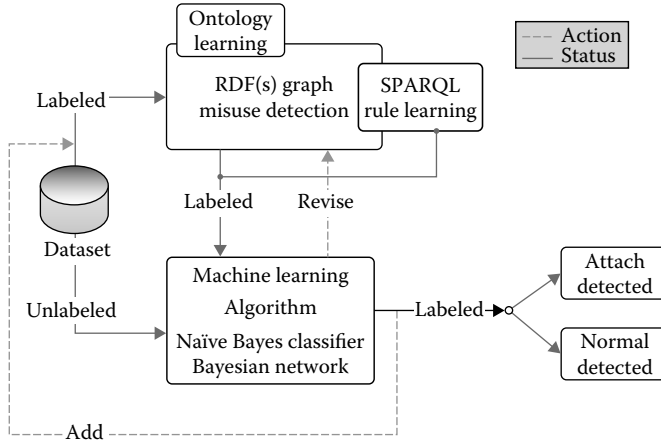 Ontology
learning
Action
Status
RDF(s) graph
misuse detection
SPARQL
rule learning
Labeled
Labeled
Revise
Dataset
Unlabeled
Machine learning
Algorithm
Naïve Bayes classifier
Bayesian network
Labeled
Attach
detected
Normal
detected
Add